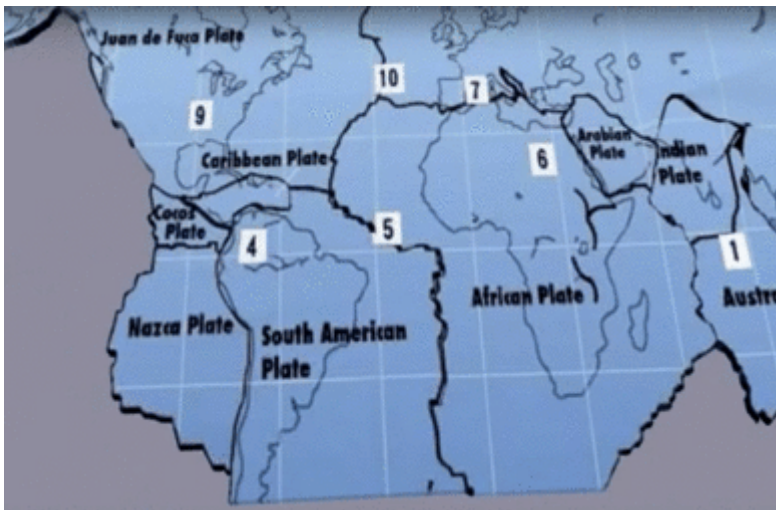 Juan de Fuca Plate
10
7
9
Caribbean Plate
6
Arabian
Plate
Indian
Plate
Cocos
Plate
4
5
1
African Plate
Austra
Nazca Plate
South American
Plate